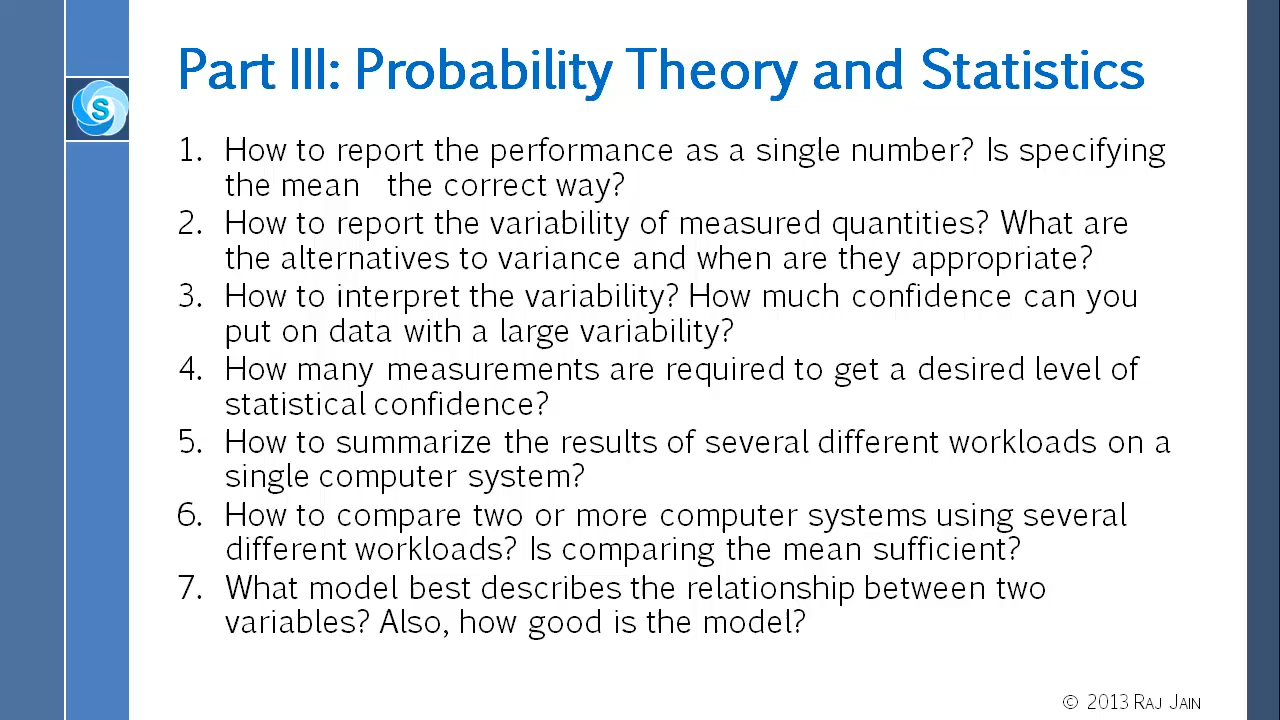 Part III: Probability Theory and Statistics
S
1. How to report the performance as a single number? Is specifying
the mean the correct way?
2. How to report the variability of measured quantities? What are
the alternatives to variance and when are they appropriate?
3. How to interpret the variability? How much confidence can you
put on data with a large variability?
4. How many measurements are required to get a desired level of
statistical confidence?
5. How to summarize the results of several different workloads on a
single computer system?
6. How to compare two or more computer systems using several
different workloads? Is comparing the mean sufficient?
7. What model best describes the relationship between two
variables? Also, how good is the model?
© 2013 RAJ JAIN